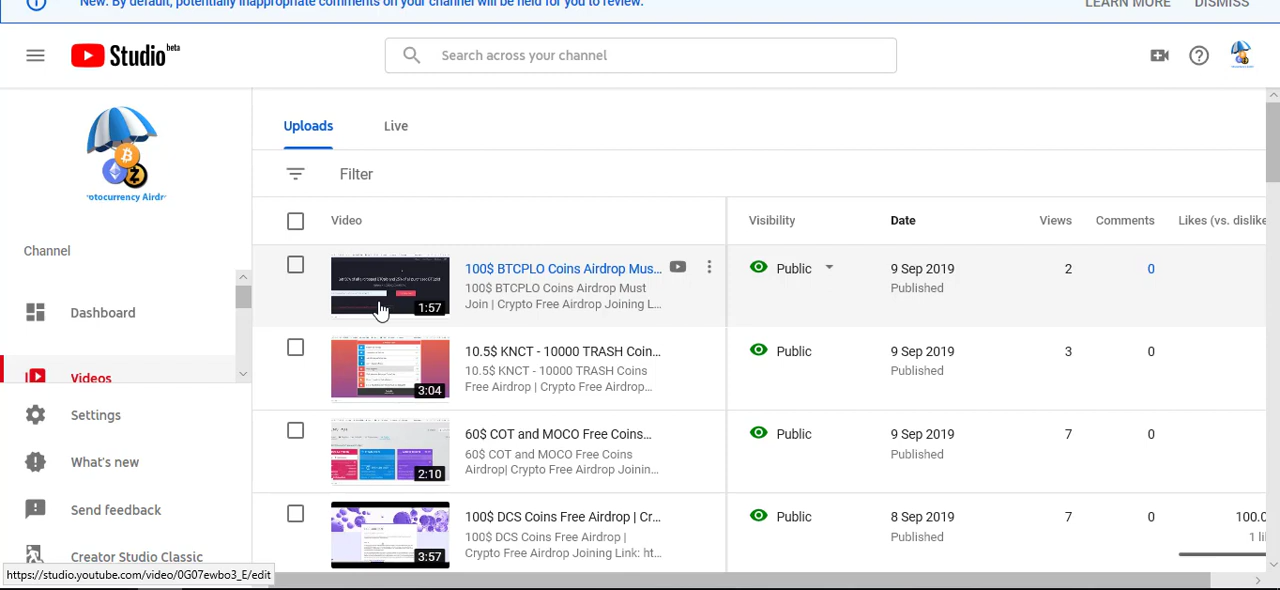 New: By default, potentially inappropriate comments on your channel will be held for you to review.
LEARN MORE
DISMISS
Studio beta
Search across your channel
Uploads
Live
Filter
Video
Visibility
Date
Views
Comments
Likes (vs. dislike
otocurrency Airdr
Channel
Dashboard
Videos
Settings
What's new
Send feedback
Creator Studio Classic
1:57
100$ BTCPLO Coins Airdrop Mus...
100$ BTCPLO Coins Airdrop Must
Join | Crypto Free Airdrop Joining L...
Public
9 Sep 2019
Published
2
0
3:04
10.5$ KNCT - 10000 TRASH Coin...
10.5$ KNCT - 10000 TRASH Coins
Free Airdrop | Crypto Free Airdrop...
Public
9 Sep 2019
Published
3
0
2:10
60$ COT and MOCO Free Coins...
60$ COT and MOCO Free Coins
Airdrop| Crypto Free Airdrop Joinin...
Public
9 Sep 2019
Published
7
0
3:57
100$ DCS Coins Free Airdrop | Cr...
100$ DCS Coins Free Airdrop |
Crypto Free Airdrop Joining Link: ht...
Public
8 Sep 2019
Published
7
0
100.0
1 li
https://studio.youtube.com/video/0G07ewbo3_E/edit